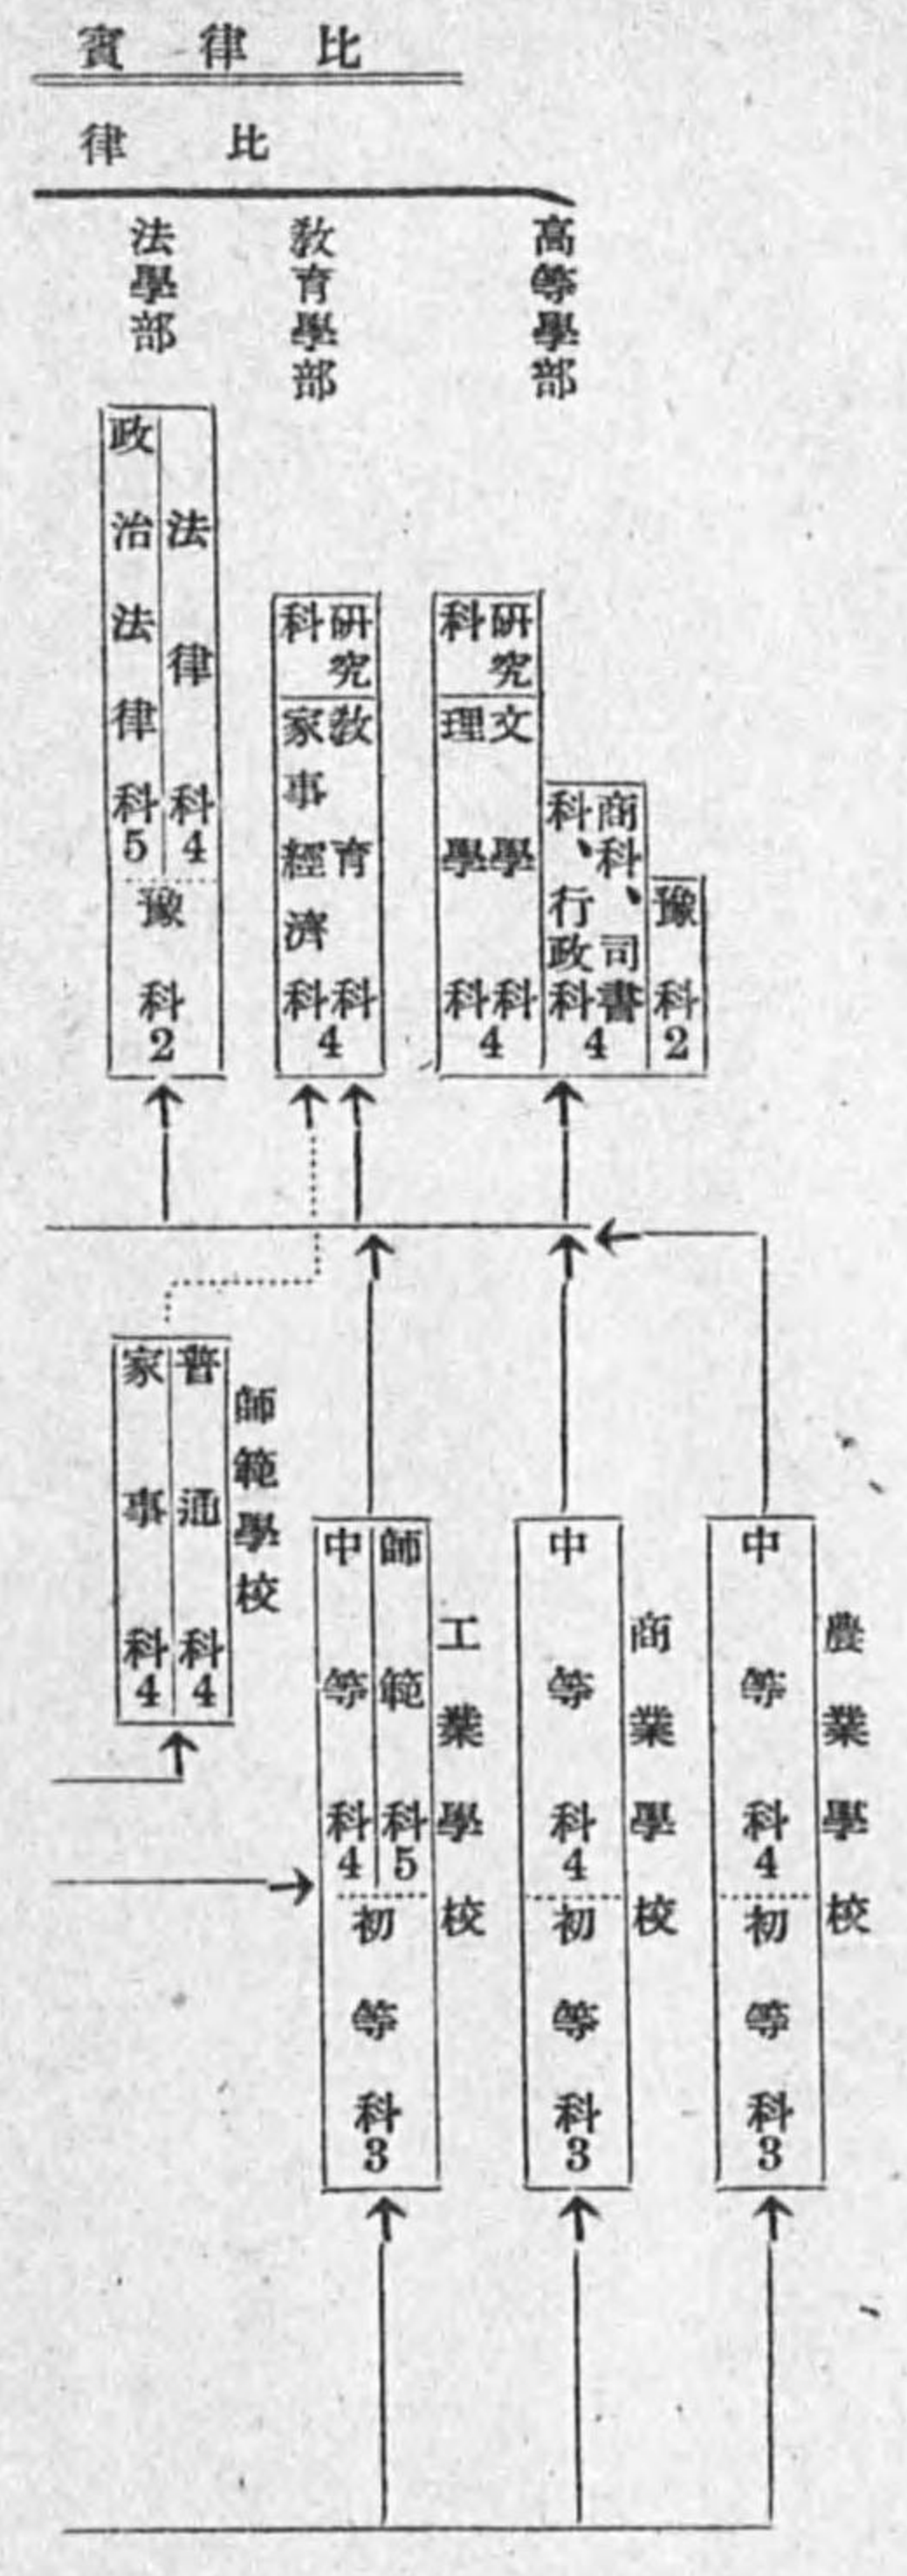 比律賓
比律
高等學部
教育學部
法學部
豫科2
商科、司書
科、行政科
4
研究
科
文學科
理學科
4
研究
科
教育科
家事經濟科
4
法律科4
政治法律科5
豫科2
師範學校
普通科4
家事科4
農業學校
中等科4
初等科3
商業學校
中等科4
初等科3
工業學校
師範科5
中等科4
初等科3